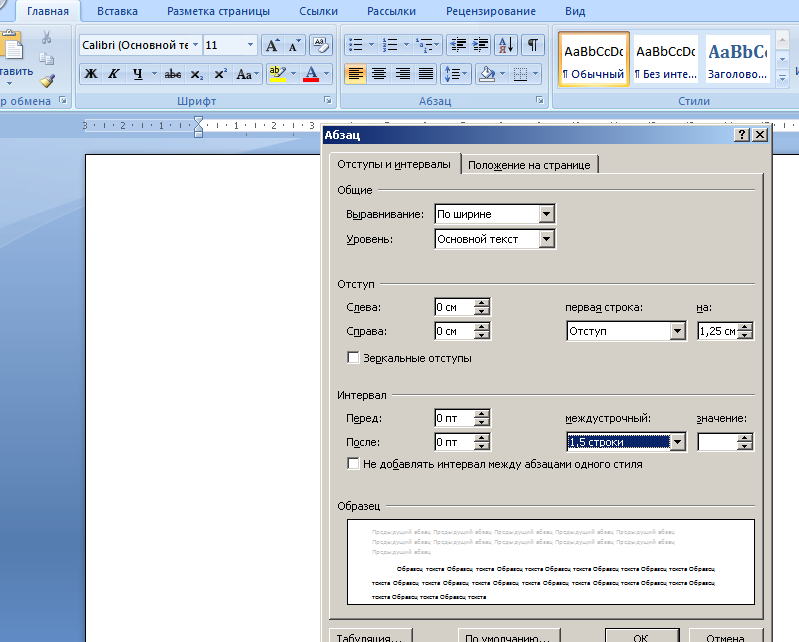 Главная Вставка Разметка страницы Ссылки Рассылки Рецензирование Вид
Calibri (Основной те 11
тавить
Ж К Ч abe x₂ x² Aa
AaBbCcDc AaBbCcDc AaBbCc
¶ Обычный ¶ Без инте... Заголово...
р обмена Шрифт Абзац Стили
3 2 1 1 2 3
Абзац
Отступы и интервалы Положение на странице
Общие
Выравнивание: По ширине
Уровень: Основной текст
Отступ
Слева: 0 см первая строка: на:
Справа: 0 см Отступ 1,25 см
Зеркальные отступы
Интервал
Перед: 0 пт междустрочный: значение:
После: 0 пт 1,5 строки
Не добавлять интервал между абзацами одного стиля
Образец
Предыдущий абзац Предыдущий абзац Предыдущий абзац Предыдущий абзац Предыдущий абзац
Предыдущий абзац Предыдущий абзац Предыдущий абзац Предыдущий абзац Предыдущий абзац
Предыдущий абзац
Образец текста Образец текста Образец текста Образец текста Образец текста Образец текста Образец
текста Образец текста Образец текста Образец текста Образец текста Образец текста Образец текста Образец
текста Образец текста Образец текста
Табуляция... По умолчанию... ОК Отмена